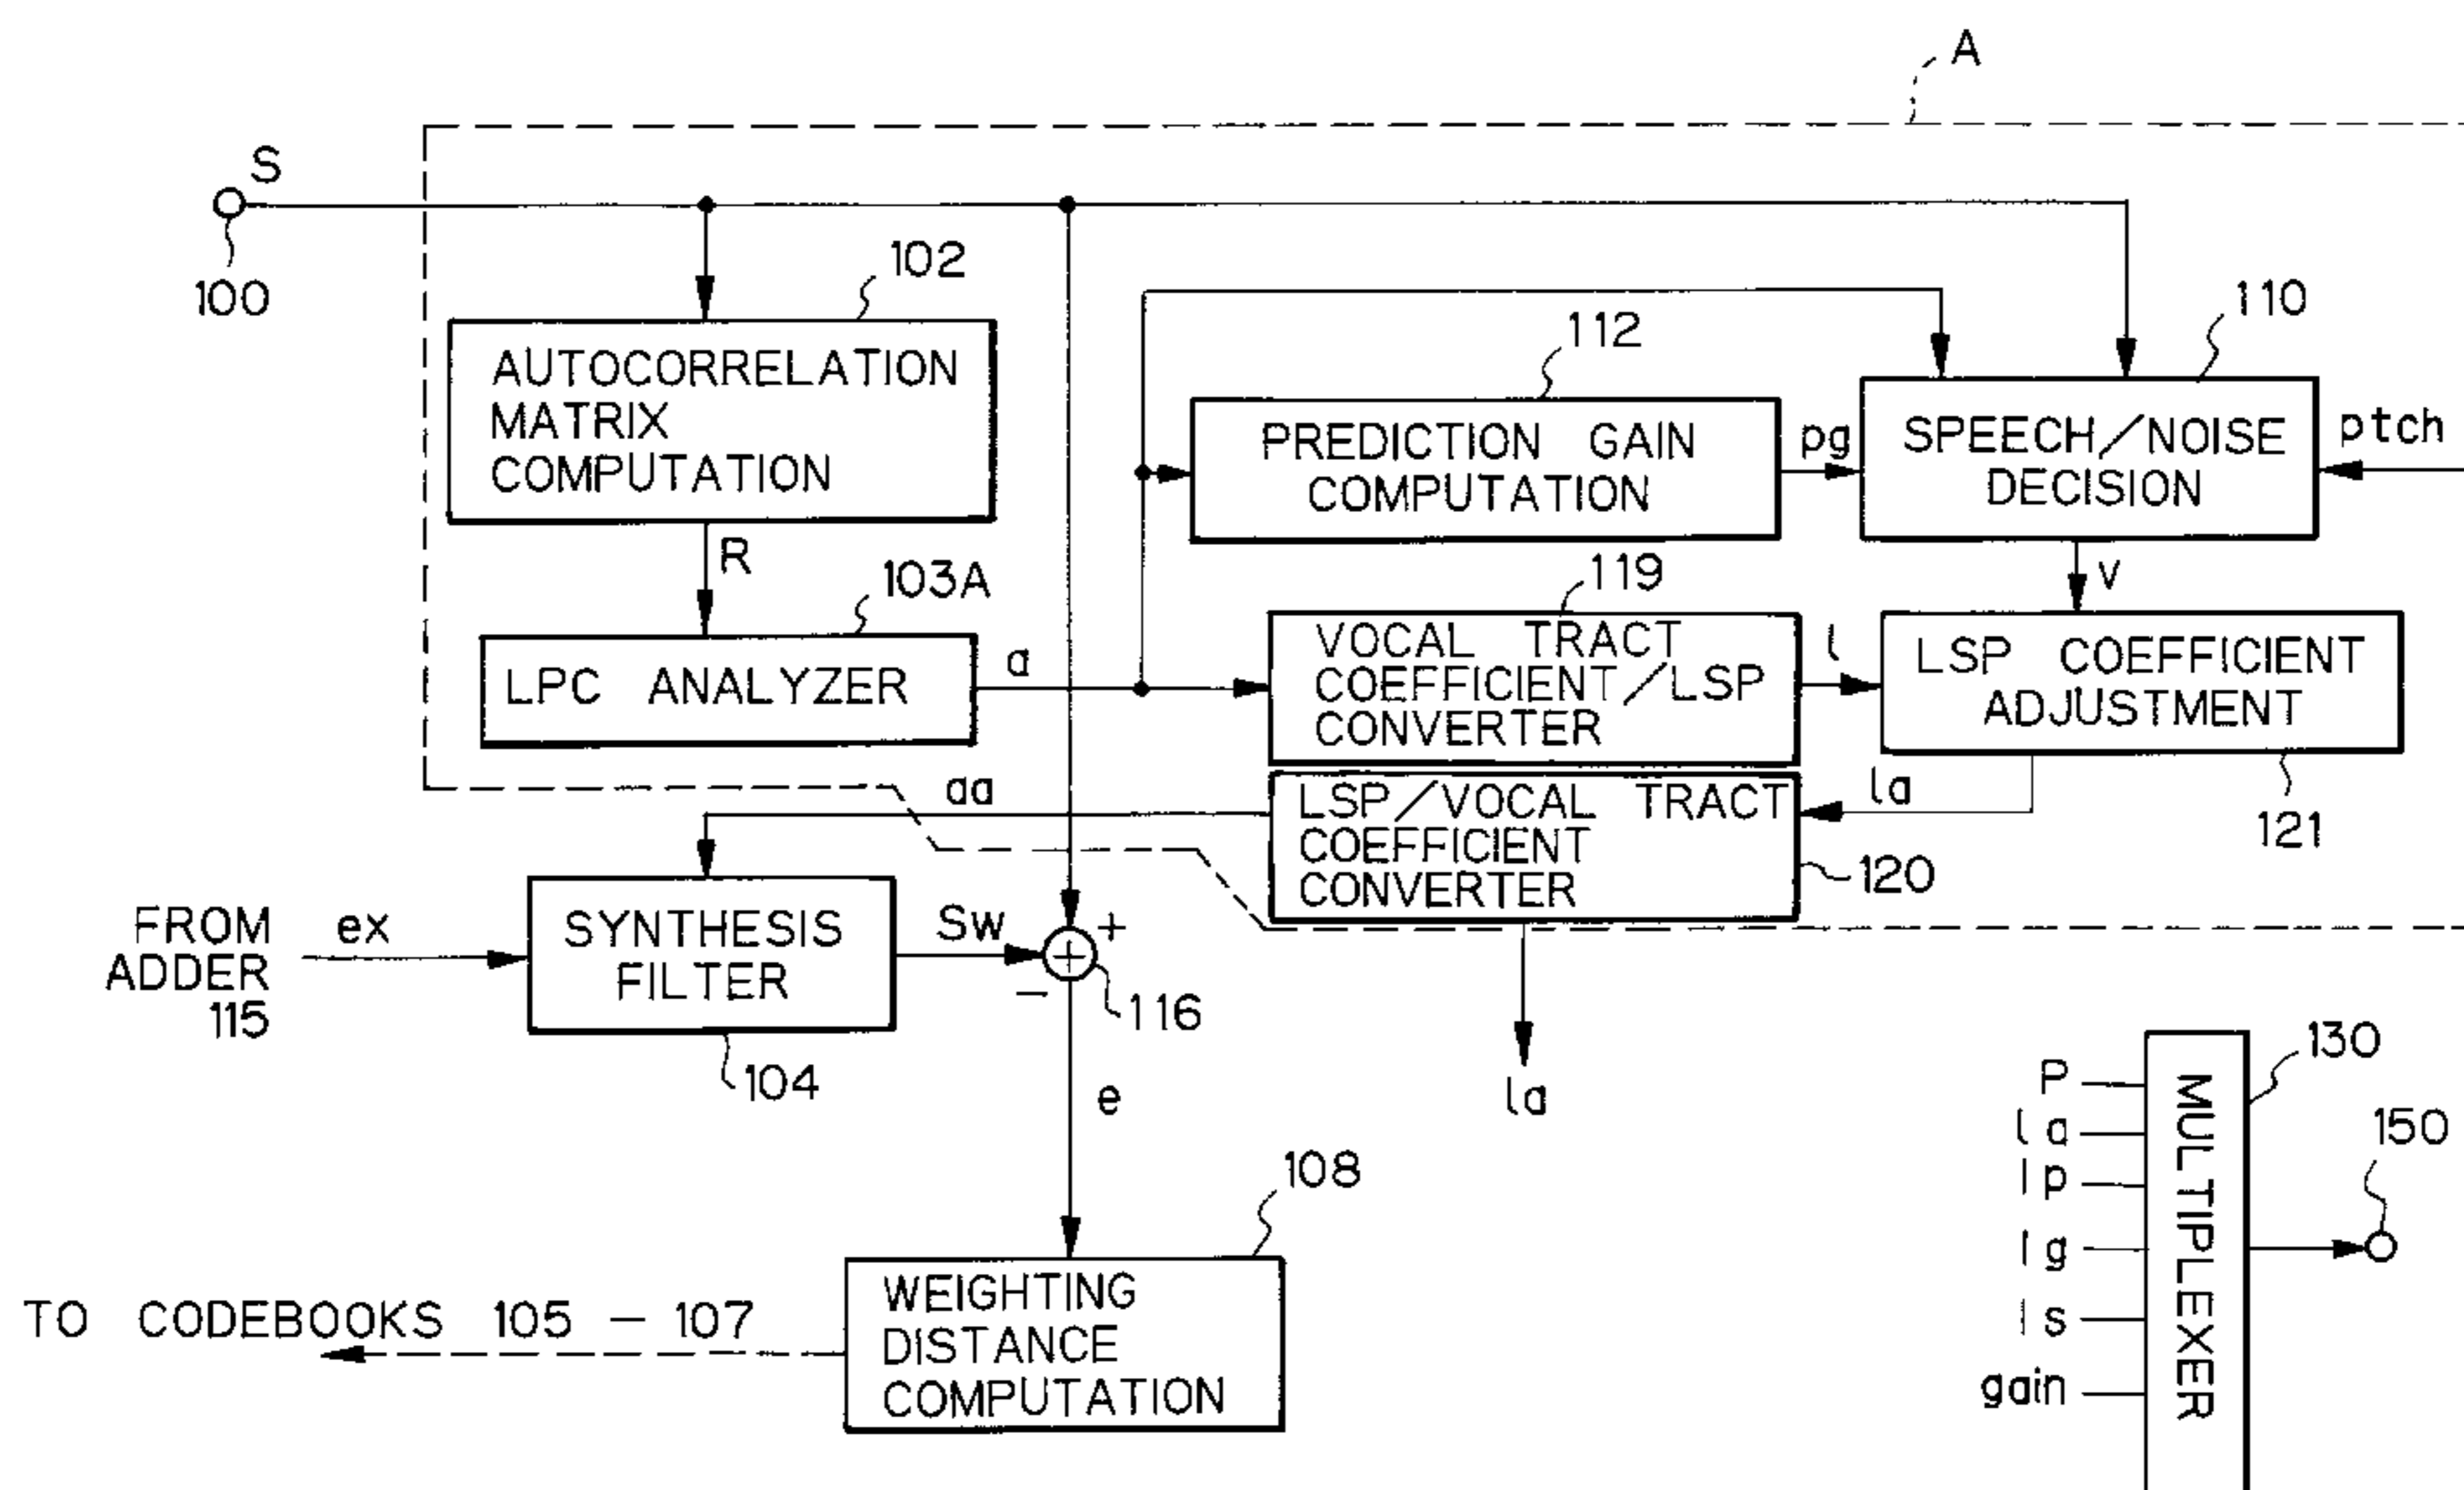 A
S
100
102
AUTOCORRELATION
MATRIX
COMPUTATION
112
110
PREDICTION GAIN
COMPUTATION
pg
SPEECH/NOISE
DECISION
ptch
R
103A
LPC ANALYZER
a
119
VOCAL TRACT
COEFFICIENT/LSP
CONVERTER
l
v
LSP COEFFICIENT
ADJUSTMENT
121
aa
LSP/VOCAL TRACT
COEFFICIENT
CONVERTER
la
120
FROM
ADDER
115
ex
SYNTHESIS
FILTER
104
Sw
+
+
−
116
e
la
108
WEIGHTING
DISTANCE
COMPUTATION
TO CODEBOOKS 105 - 107
130
P
la
Ip
Ig
Is
gain
MULTIPLEXER
150